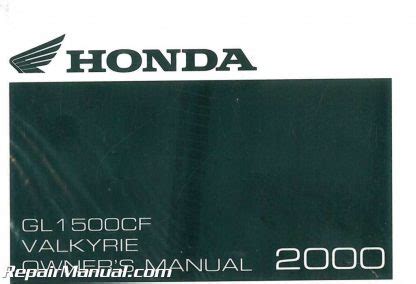 HONDA
GL1500CF
VALKYRIE
OWNER'S MANUAL 2000
RepairManual.com